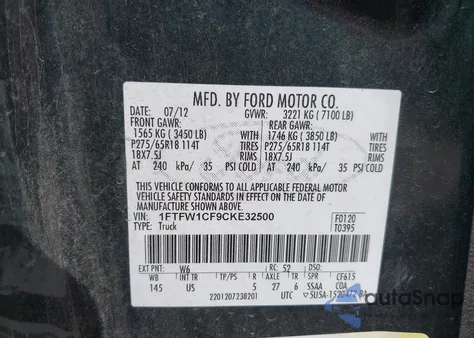 MFD. BY FORD MOTOR CO.
DATE: 07/12 GVWR: 3221 KG ( 7100 LB)
FRONT GAWR: REAR GAWR:
1565 KG ( 3450 LB) 1746 KG ( 3850 LB)
WITH WITH
P275/65R18 114T TIRES P275/65R18 114T TIRES
18X7.5J RIMS 18X7.5J RIMS
AT 240 kPa/ 35 PSI COLD AT 240 kPa/ 35 PSI COLD
THIS VEHICLE CONFORMS TO ALL APPLICABLE FEDERAL MOTOR
VEHICLE SAFETY STANDARDS IN EFFECT ON THE DATE OF
MANUFACTURE SHOWN ABOVE.
VIN: 1FTFW1CF9CKE32500 F0120
TYPE: Truck T0395
EXT PNT: W6 RC: 52 DSO:
WB INT TR TP/PS R AXLE TR SPR CF615
145 US 5 27 6 SSAA COA
2201207238201 UTC
autoSnap